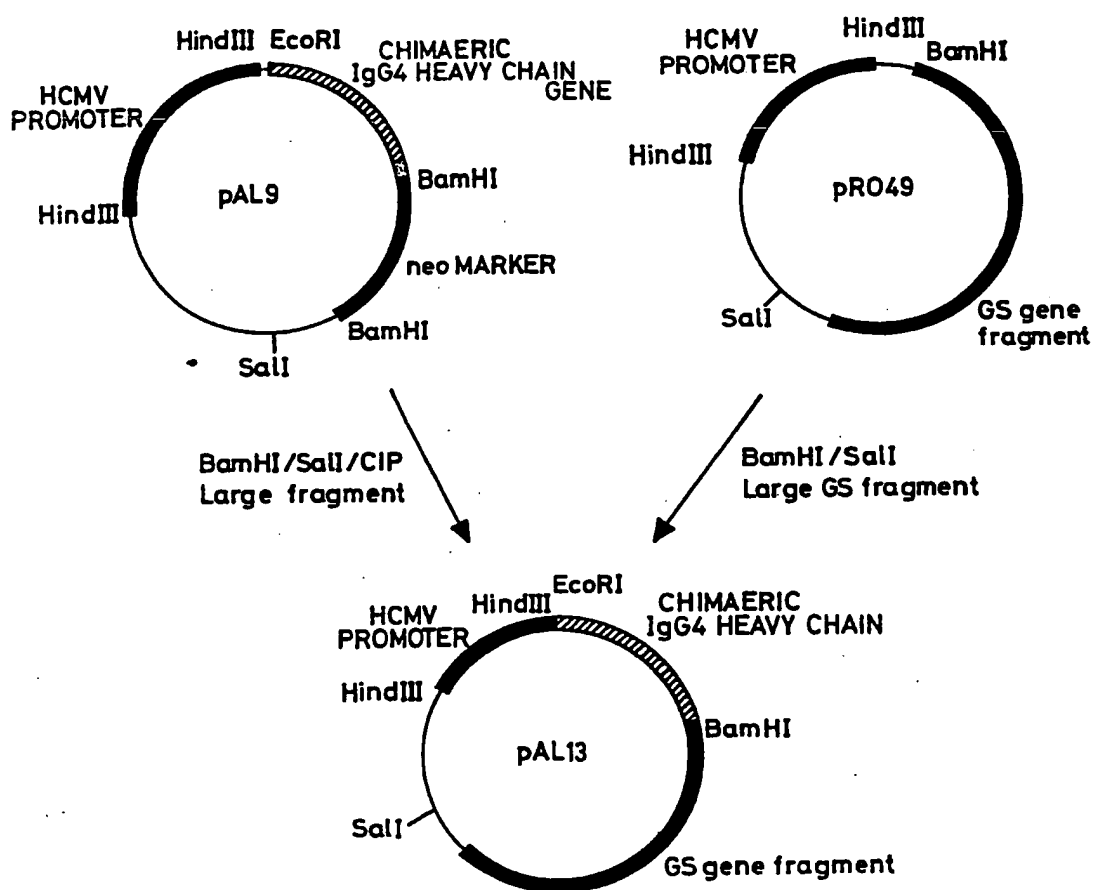 HindIII EcoRI
CHIMAERIC
IgG4 HEAVY CHAIN
GENE
HCMV
PROMOTER
HindIII
pAL9
BamHI
neo MARKER
BamHI
SalI
HCMV
PROMOTER
HindIII
BamHI
HindIII
pRO49
SalI
GS gene
fragment
BamHI/SalI/CIP
Large fragment
BamHI/SalI
Large GS fragment
EcoRI
HindIII
HCMV
PROMOTER
CHIMAERIC
IgG4 HEAVY CHAIN
HindIII
BamHI
pAL13
SalI
GS gene fragment